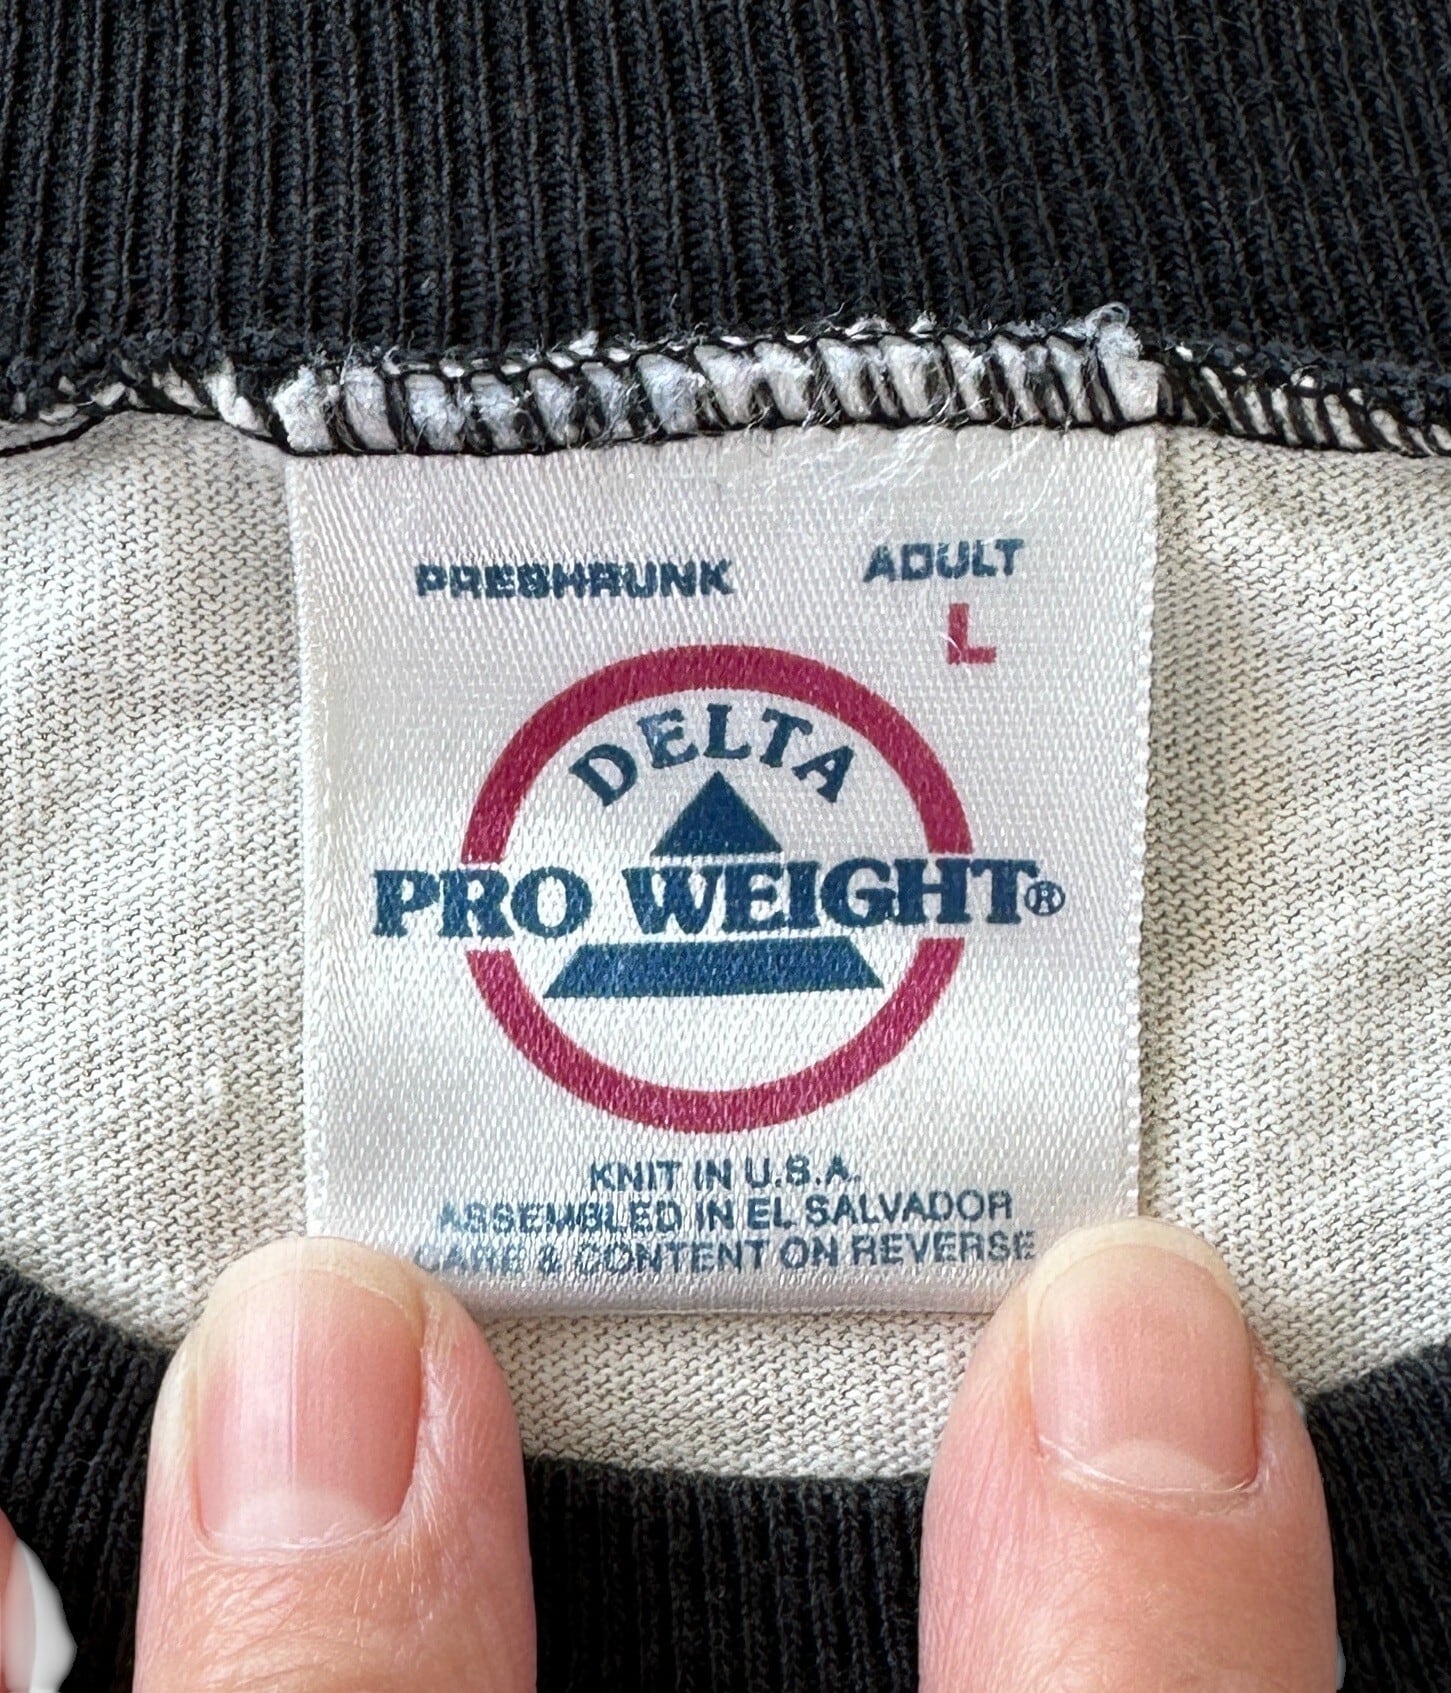 PRESHRUNK
ADULT
L
DELTA
PRO WEIGHT®
KNIT IN U.S.A.
ASSEMBLED IN EL SALVADOR
CARE & CONTENT ON REVERSE